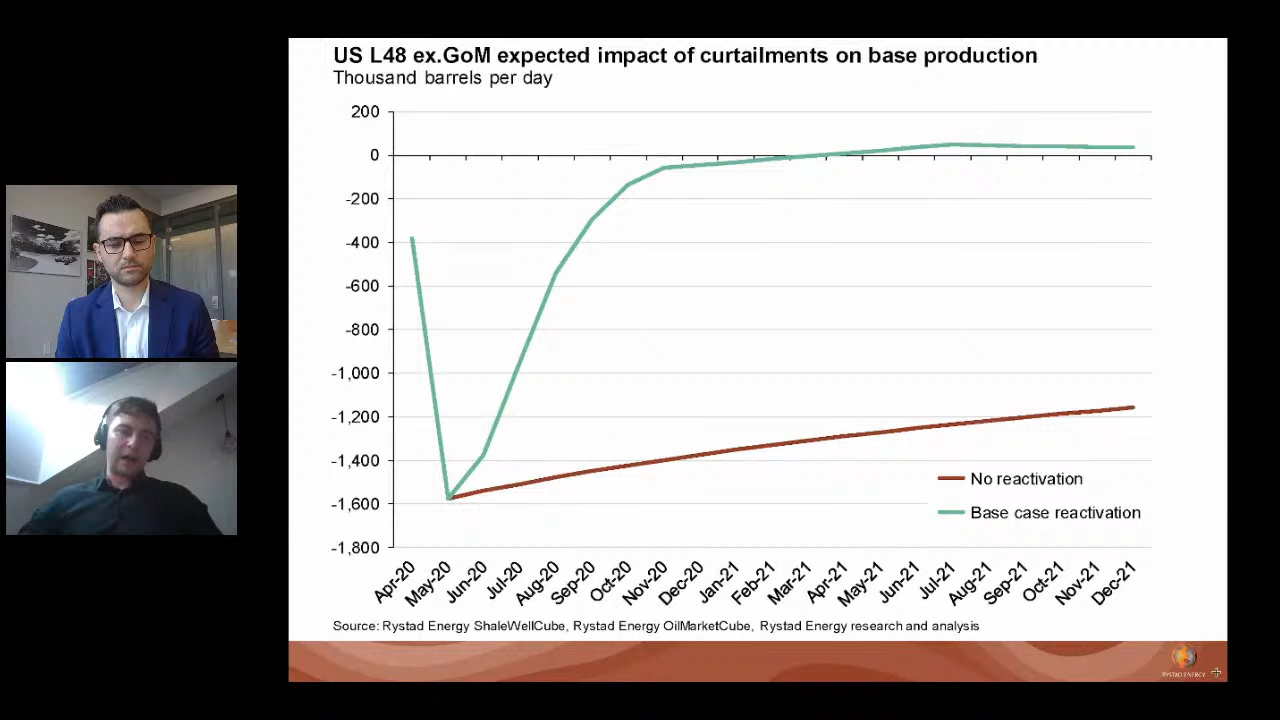 US L48 ex.GoM expected impact of curtailments on base production
Thousand barrels per day
200
0
-200
-400
-600
-800
-1,000
-1,200
-1,400
-1,600
-1,800
No reactivation
Base case reactivation
Apr-20
May-20
Jun-20
Jul-20
Aug-20
Sep-20
Oct-20
Nov-20
Dec-20
Jan-21
Feb-21
Mar-21
Apr-21
May-21
Jun-21
Jul-21
Aug-21
Sep-21
Oct-21
Nov-21
Dec-21
Source: Rystad Energy ShaleWellCube, Rystad Energy OilMarketCube, Rystad Energy research and analysis
RYSTAD ENERGY